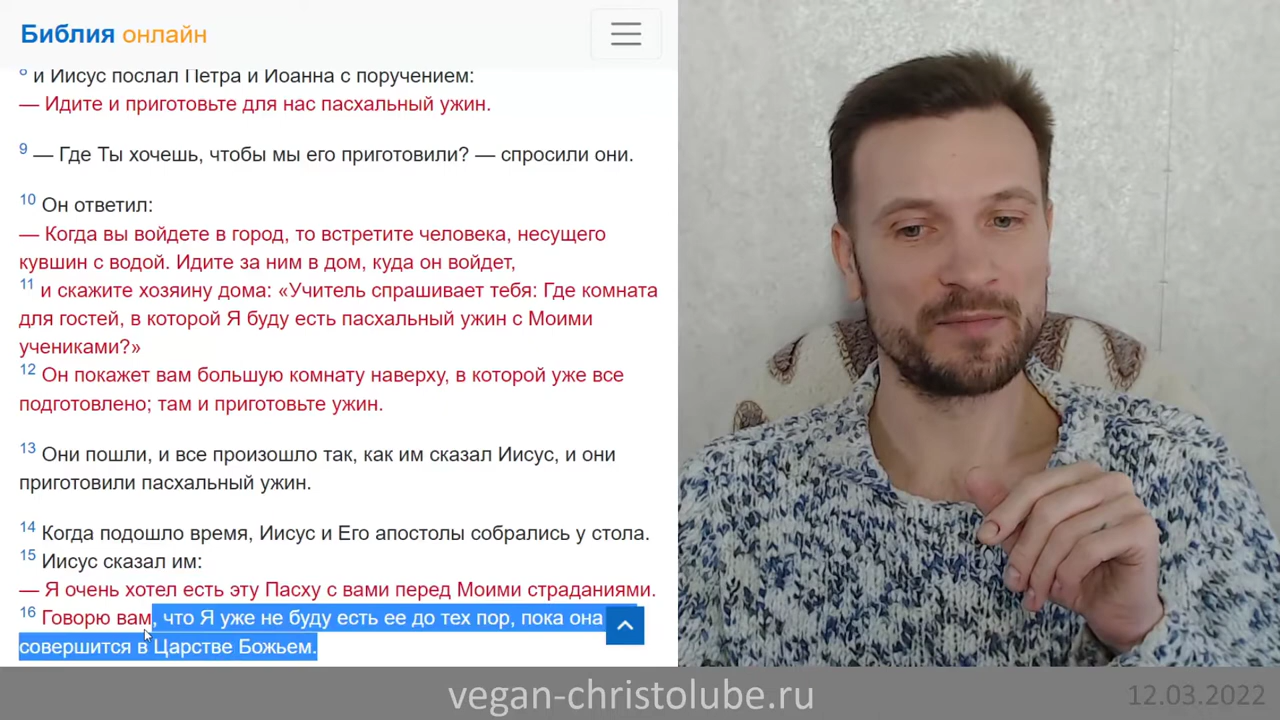 Библия онлайн
8 и Иисус послал Петра и Иоанна с поручением:
— Идите и приготовьте для нас пасхальный ужин.
9 — Где Ты хочешь, чтобы мы его приготовили? — спросили они.
10 Он ответил:
— Когда вы войдете в город, то встретите человека, несущего
кувшин с водой. Идите за ним в дом, куда он войдет,
11 и скажите хозяину дома: «Учитель спрашивает тебя: Где комната
для гостей, в которой Я буду есть пасхальный ужин с Моими
учениками?»
12 Он покажет вам большую комнату наверху, в которой уже все
подготовлено; там и приготовьте ужин.
13 Они пошли, и все произошло так, как им сказал Иисус, и они
приготовили пасхальный ужин.
14 Когда подошло время, Иисус и Его апостолы собрались у стола.
15 Иисус сказал им:
— Я очень хотел есть эту Пасху с вами перед Моими страданиями.
16 Говорю вам, что Я уже не буду есть ее до тех пор, пока она
совершится в Царстве Божьем.
vegan-christolube.ru
12.03.2022